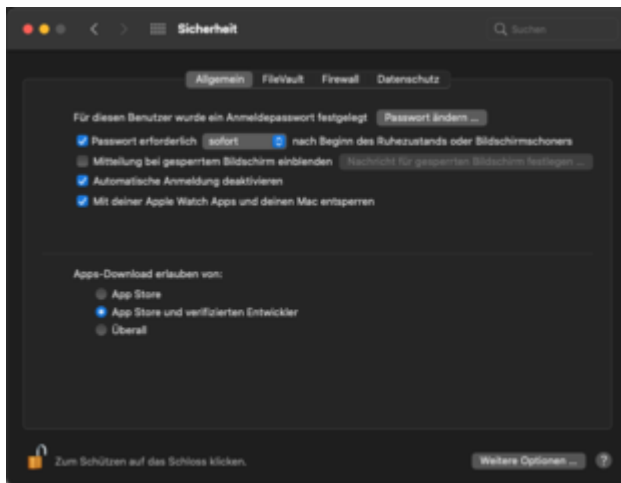 Sicherheit
Suchen
Allgemein FileVault Firewall Datenschutz
Für diesen Benutzer wurde ein Anmeldepasswort festgelegt Passwort ändern ...
Passwort erforderlich sofort nach Beginn des Ruhezustands oder Bildschirmschoners
Mitteilung bei gesperrtem Bildschirm einblenden Nachricht für gesperrten Bildschirm festlegen ...
Automatische Anmeldung deaktivieren
Mit deiner Apple Watch Apps und deinen Mac entsperren
Apps-Download erlauben von:
App Store
App Store und verifizierten Entwickler
Überall
Zum Schützen auf das Schloss klicken.
Weitere Optionen ... ?